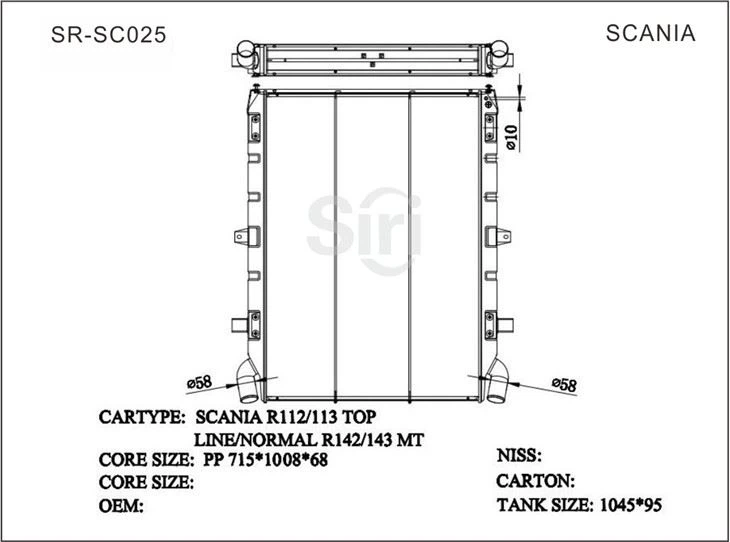 SR-SC025
SCANIA
ø10
Siri
ø58
ø58
CARTYPE: SCANIA R112/113 TOP
LINE/NORMAL R142/143 MT
CORE SIZE: PP 715*1008*68
NISS:
CORE SIZE:
CARTON:
OEM:
TANK SIZE: 1045*95